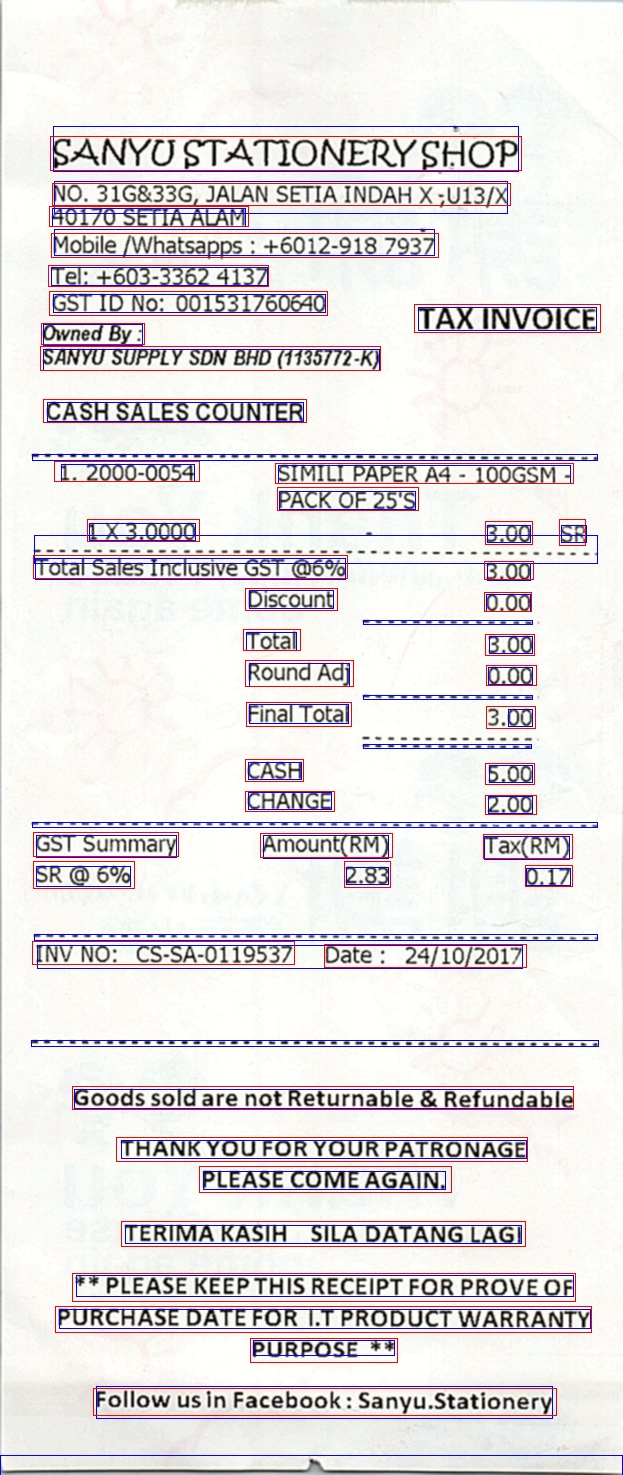 SANYU STATIONERY SHOP
NO. 31G&33G, JALAN SETIA INDAH X ,U13/X
40170 SETIA ALAM
Mobile /Whatsapps : +6012-918 7937
Tel: +603-3362 4137
GST ID No: 001531760640
TAX INVOICE
Owned By :
SANYU SUPPLY SDN BHD (1135772-K)
CASH SALES COUNTER
1. 2000-0054 SIMILI PAPER A4 - 100GSM -
PACK OF 25'S
1 X 3.0000 - 3.00 SR
Total Sales Inclusive GST @6% 3.00
Discount 0.00
Total 3.00
Round Adj 0.00
Final Total 3.00
CASH 5.00
CHANGE 2.00
GST Summary Amount(RM) Tax(RM)
SR @ 6% 2.83 0.17
INV NO: CS-SA-0119537 Date : 24/10/2017
Goods sold are not Returnable & Refundable
THANK YOU FOR YOUR PATRONAGE
PLEASE COME AGAIN.
TERIMA KASIH SILA DATANG LAGI
** PLEASE KEEP THIS RECEIPT FOR PROVE OF
PURCHASE DATE FOR I.T PRODUCT WARRANTY
PURPOSE **
Follow us in Facebook : Sanyu.Stationery